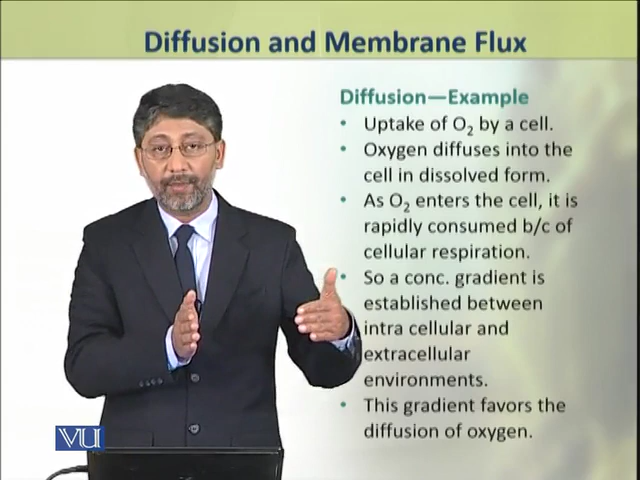 Diffusion and Membrane Flux
Diffusion—Example
• Uptake of O₂ by a cell.
• Oxygen diffuses into the
cell in dissolved form.
• As O₂ enters the cell, it is
rapidly consumed b/c of
cellular respiration.
• So a conc. gradient is
established between
intra cellular and
extracellular
environments.
• This gradient favors the
diffusion of oxygen.
VU